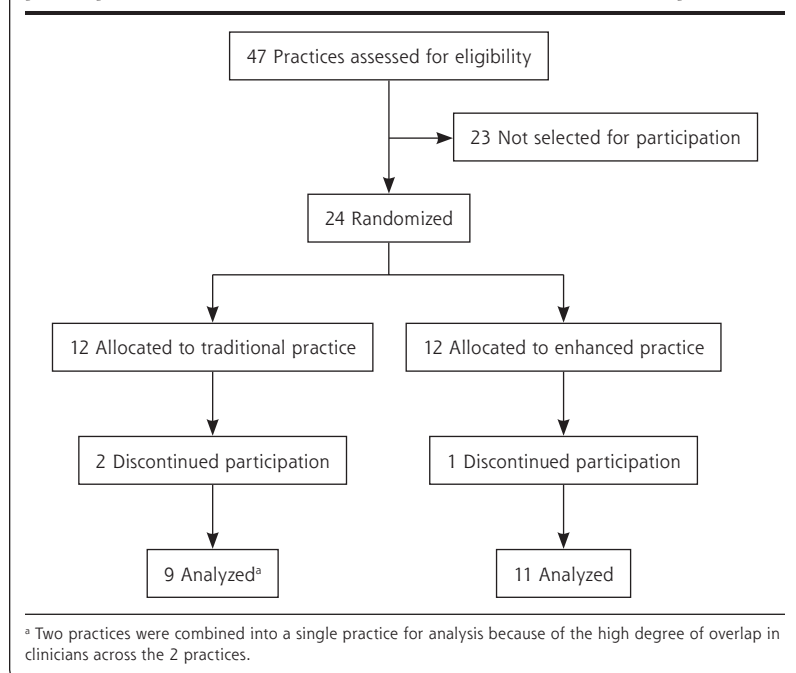 47 Practices assessed for eligibility
23 Not selected for participation
24 Randomized
12 Allocated to traditional practice
12 Allocated to enhanced practice
2 Discontinued participation
1 Discontinued participation
9 Analyzedᵃ
11 Analyzed
ᵃ Two practices were combined into a single practice for analysis because of the high degree of overlap in
clinicians across the 2 practices.